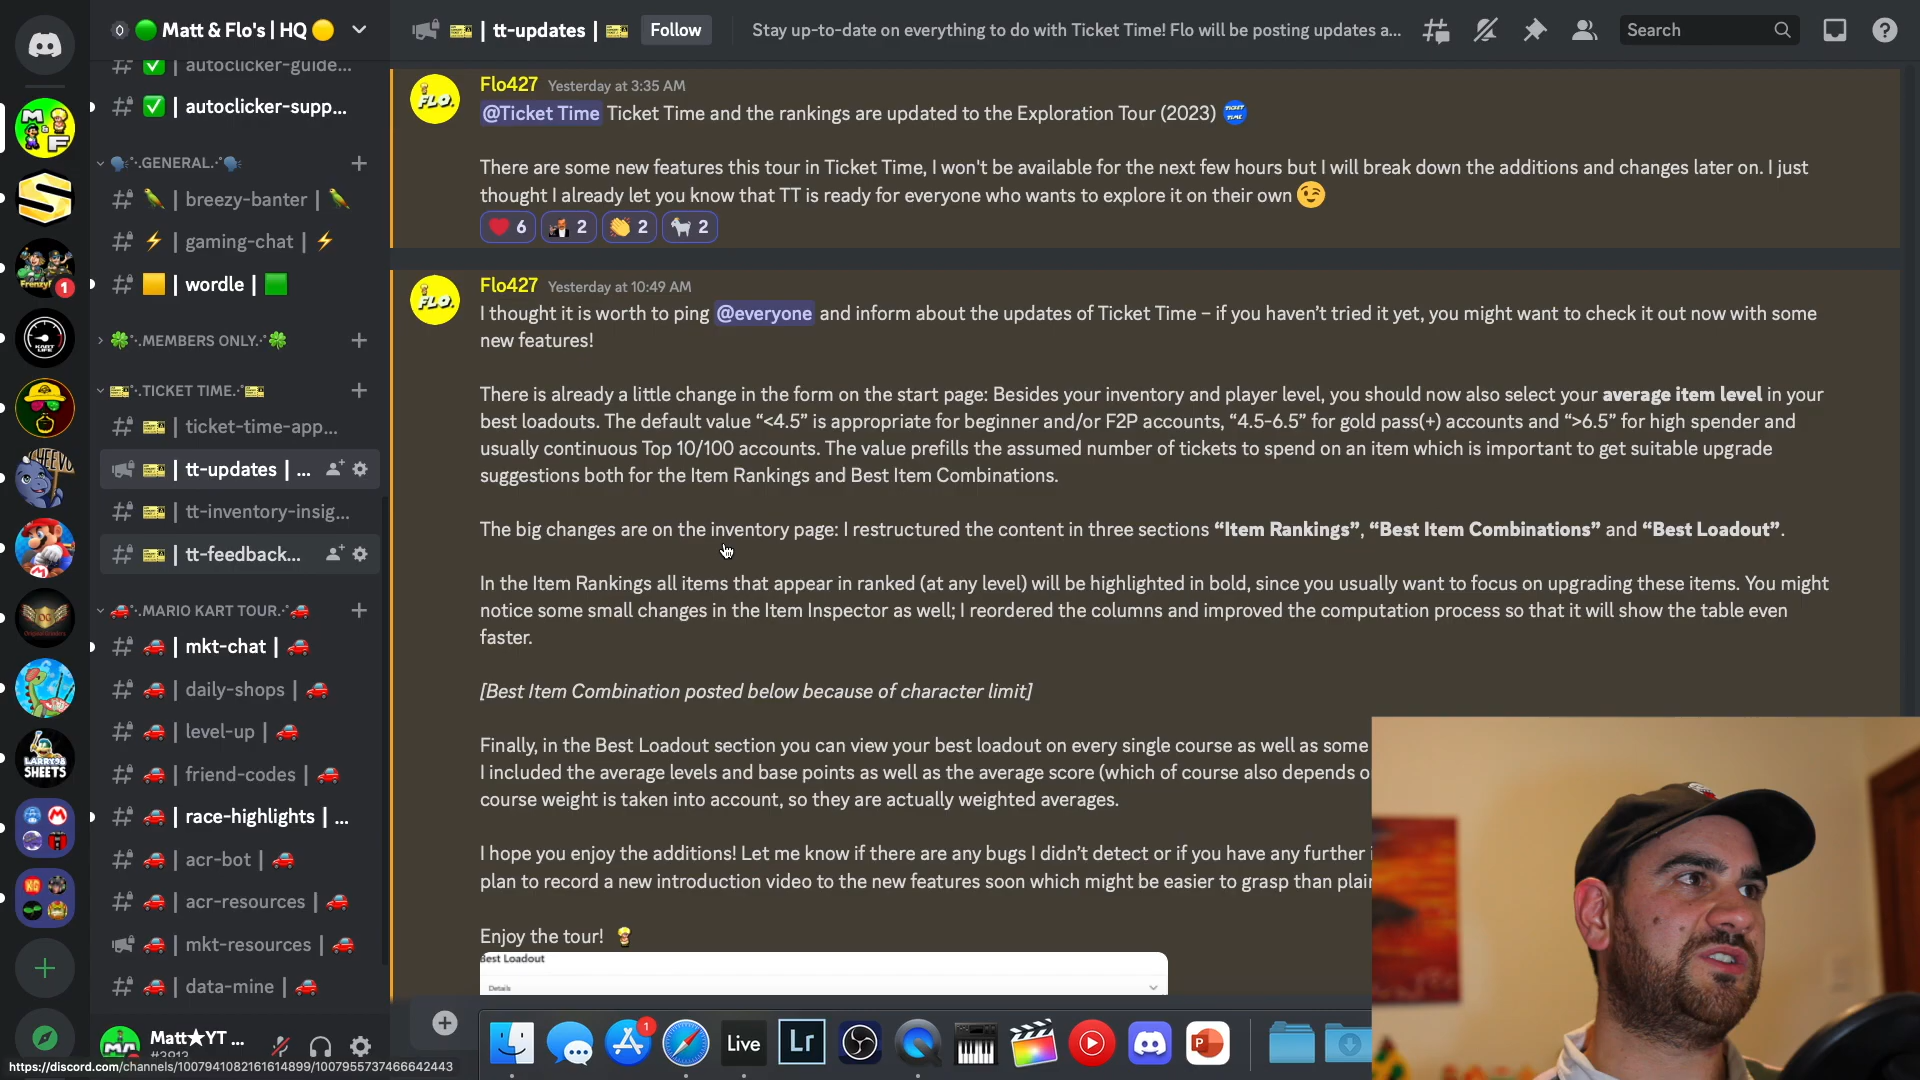 Matt & Flo's | HQ
| tt-updates |
Follow
Stay up-to-date on everything to do with Ticket Time! Flo will be posting updates a...
Search
# | autoclicker-guide...
# | autoclicker-supp...
.GENERAL.
# | breezy-banter |
# | gaming-chat |
# | wordle |
.MEMBERS ONLY.
.TICKET TIME.
# | ticket-time-app...
| tt-updates | ...
# | tt-inventory-insig...
# | tt-feedback...
.MARIO KART TOUR.
# | mkt-chat |
# | daily-shops |
# | level-up |
# | friend-codes |
# | race-highlights | ...
# | acr-bot |
# | acr-resources |
| mkt-resources |
# | data-mine |
Matt★YT ...
#3913
https://discord.com/channels/1007941082161614899/1007955737466642443
M & F
Frenzy!
1
KART LIFE
CHEEVO
LARRY98
SHEETS
FLO.
Flo427 Yesterday at 3:35 AM
@Ticket Time Ticket Time and the rankings are updated to the Exploration Tour (2023)
There are some new features this tour in Ticket Time, I won't be available for the next few hours but I will break down the additions and changes later on. I just
thought I already let you know that TT is ready for everyone who wants to explore it on their own
6 2 2 2
FLO.
Flo427 Yesterday at 10:49 AM
I thought it is worth to ping @everyone and inform about the updates of Ticket Time – if you haven't tried it yet, you might want to check it out now with some
new features!
There is already a little change in the form on the start page: Besides your inventory and player level, you should now also select your average item level in your
best loadouts. The default value “<4.5” is appropriate for beginner and/or F2P accounts, “4.5-6.5” for gold pass(+) accounts and “>6.5” for high spender and
usually continuous Top 10/100 accounts. The value prefills the assumed number of tickets to spend on an item which is important to get suitable upgrade
suggestions both for the Item Rankings and Best Item Combinations.
The big changes are on the inventory page: I restructured the content in three sections “Item Rankings”, “Best Item Combinations” and “Best Loadout”.
In the Item Rankings all items that appear in ranked (at any level) will be highlighted in bold, since you usually want to focus on upgrading these items. You might
notice some small changes in the Item Inspector as well; I reordered the columns and improved the computation process so that it will show the table even
faster.
[Best Item Combination posted below because of character limit]
Finally, in the Best Loadout section you can view your best loadout on every single course as well as some
I included the average levels and base points as well as the average score (which of course also depends o
course weight is taken into account, so they are actually weighted averages.
I hope you enjoy the additions! Let me know if there are any bugs I didn't detect or if you have any further
plan to record a new introduction video to the new features soon which might be easier to grasp than plai
Enjoy the tour!
Best Loadout
Details
1
Live
Lr
P